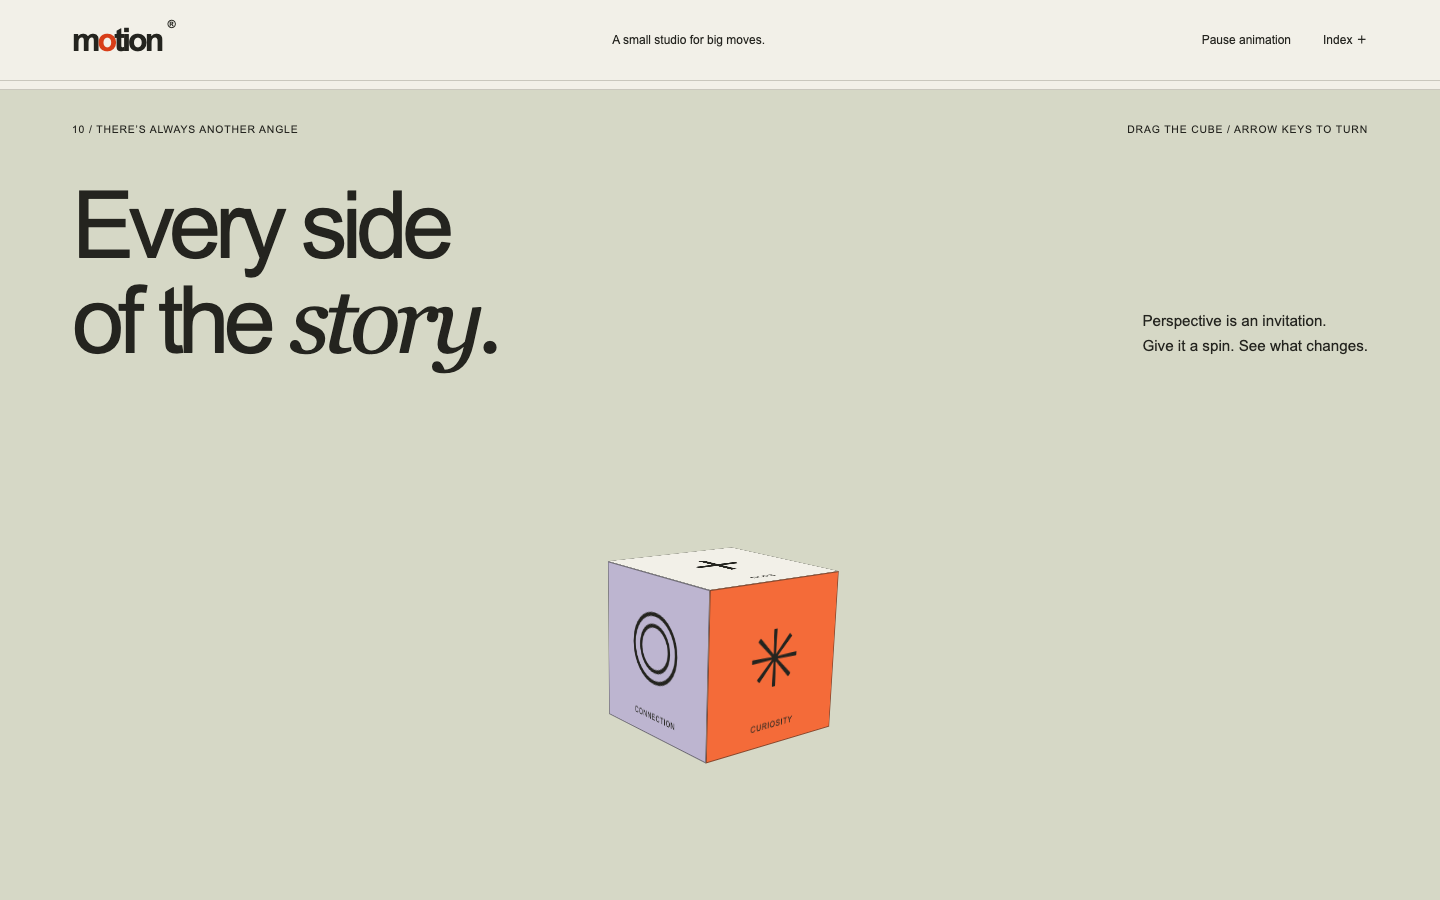 motion®
A small studio for big moves.
Pause animation
Index +
10 / THERE'S ALWAYS ANOTHER ANGLE
DRAG THE CUBE / ARROW KEYS TO TURN
Every side
of the story.
Perspective is an invitation.
Give it a spin. See what changes.
CONNECTION
CURIOSITY